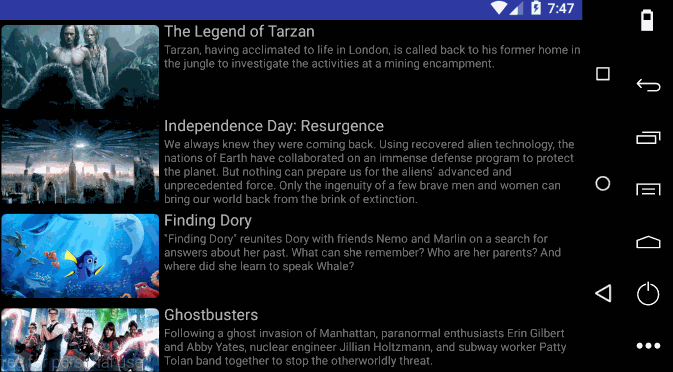 7:47
The Legend of Tarzan
Tarzan, having acclimated to life in London, is called back to his former home in
the jungle to investigate the activities at a mining encampment.
Independence Day: Resurgence
We always knew they were coming back. Using recovered alien technology, the
nations of Earth have collaborated on an immense defense program to protect
the planet. But nothing can prepare us for the aliens' advanced and
unprecedented force. Only the ingenuity of a few brave men and women can
bring our world back from the brink of extinction.
Finding Dory
"Finding Dory" reunites Dory with friends Nemo and Marlin on a search for
answers about her past. What can she remember? Who are her parents? And
where did she learn to speak Whale?
Ghostbusters
Following a ghost invasion of Manhattan, paranormal enthusiasts Erin Gilbert
and Abby Yates, nuclear engineer Jillian Holtzmann, and subway worker Patty
Tolan band together to stop the otherworldly threat.
for personal use